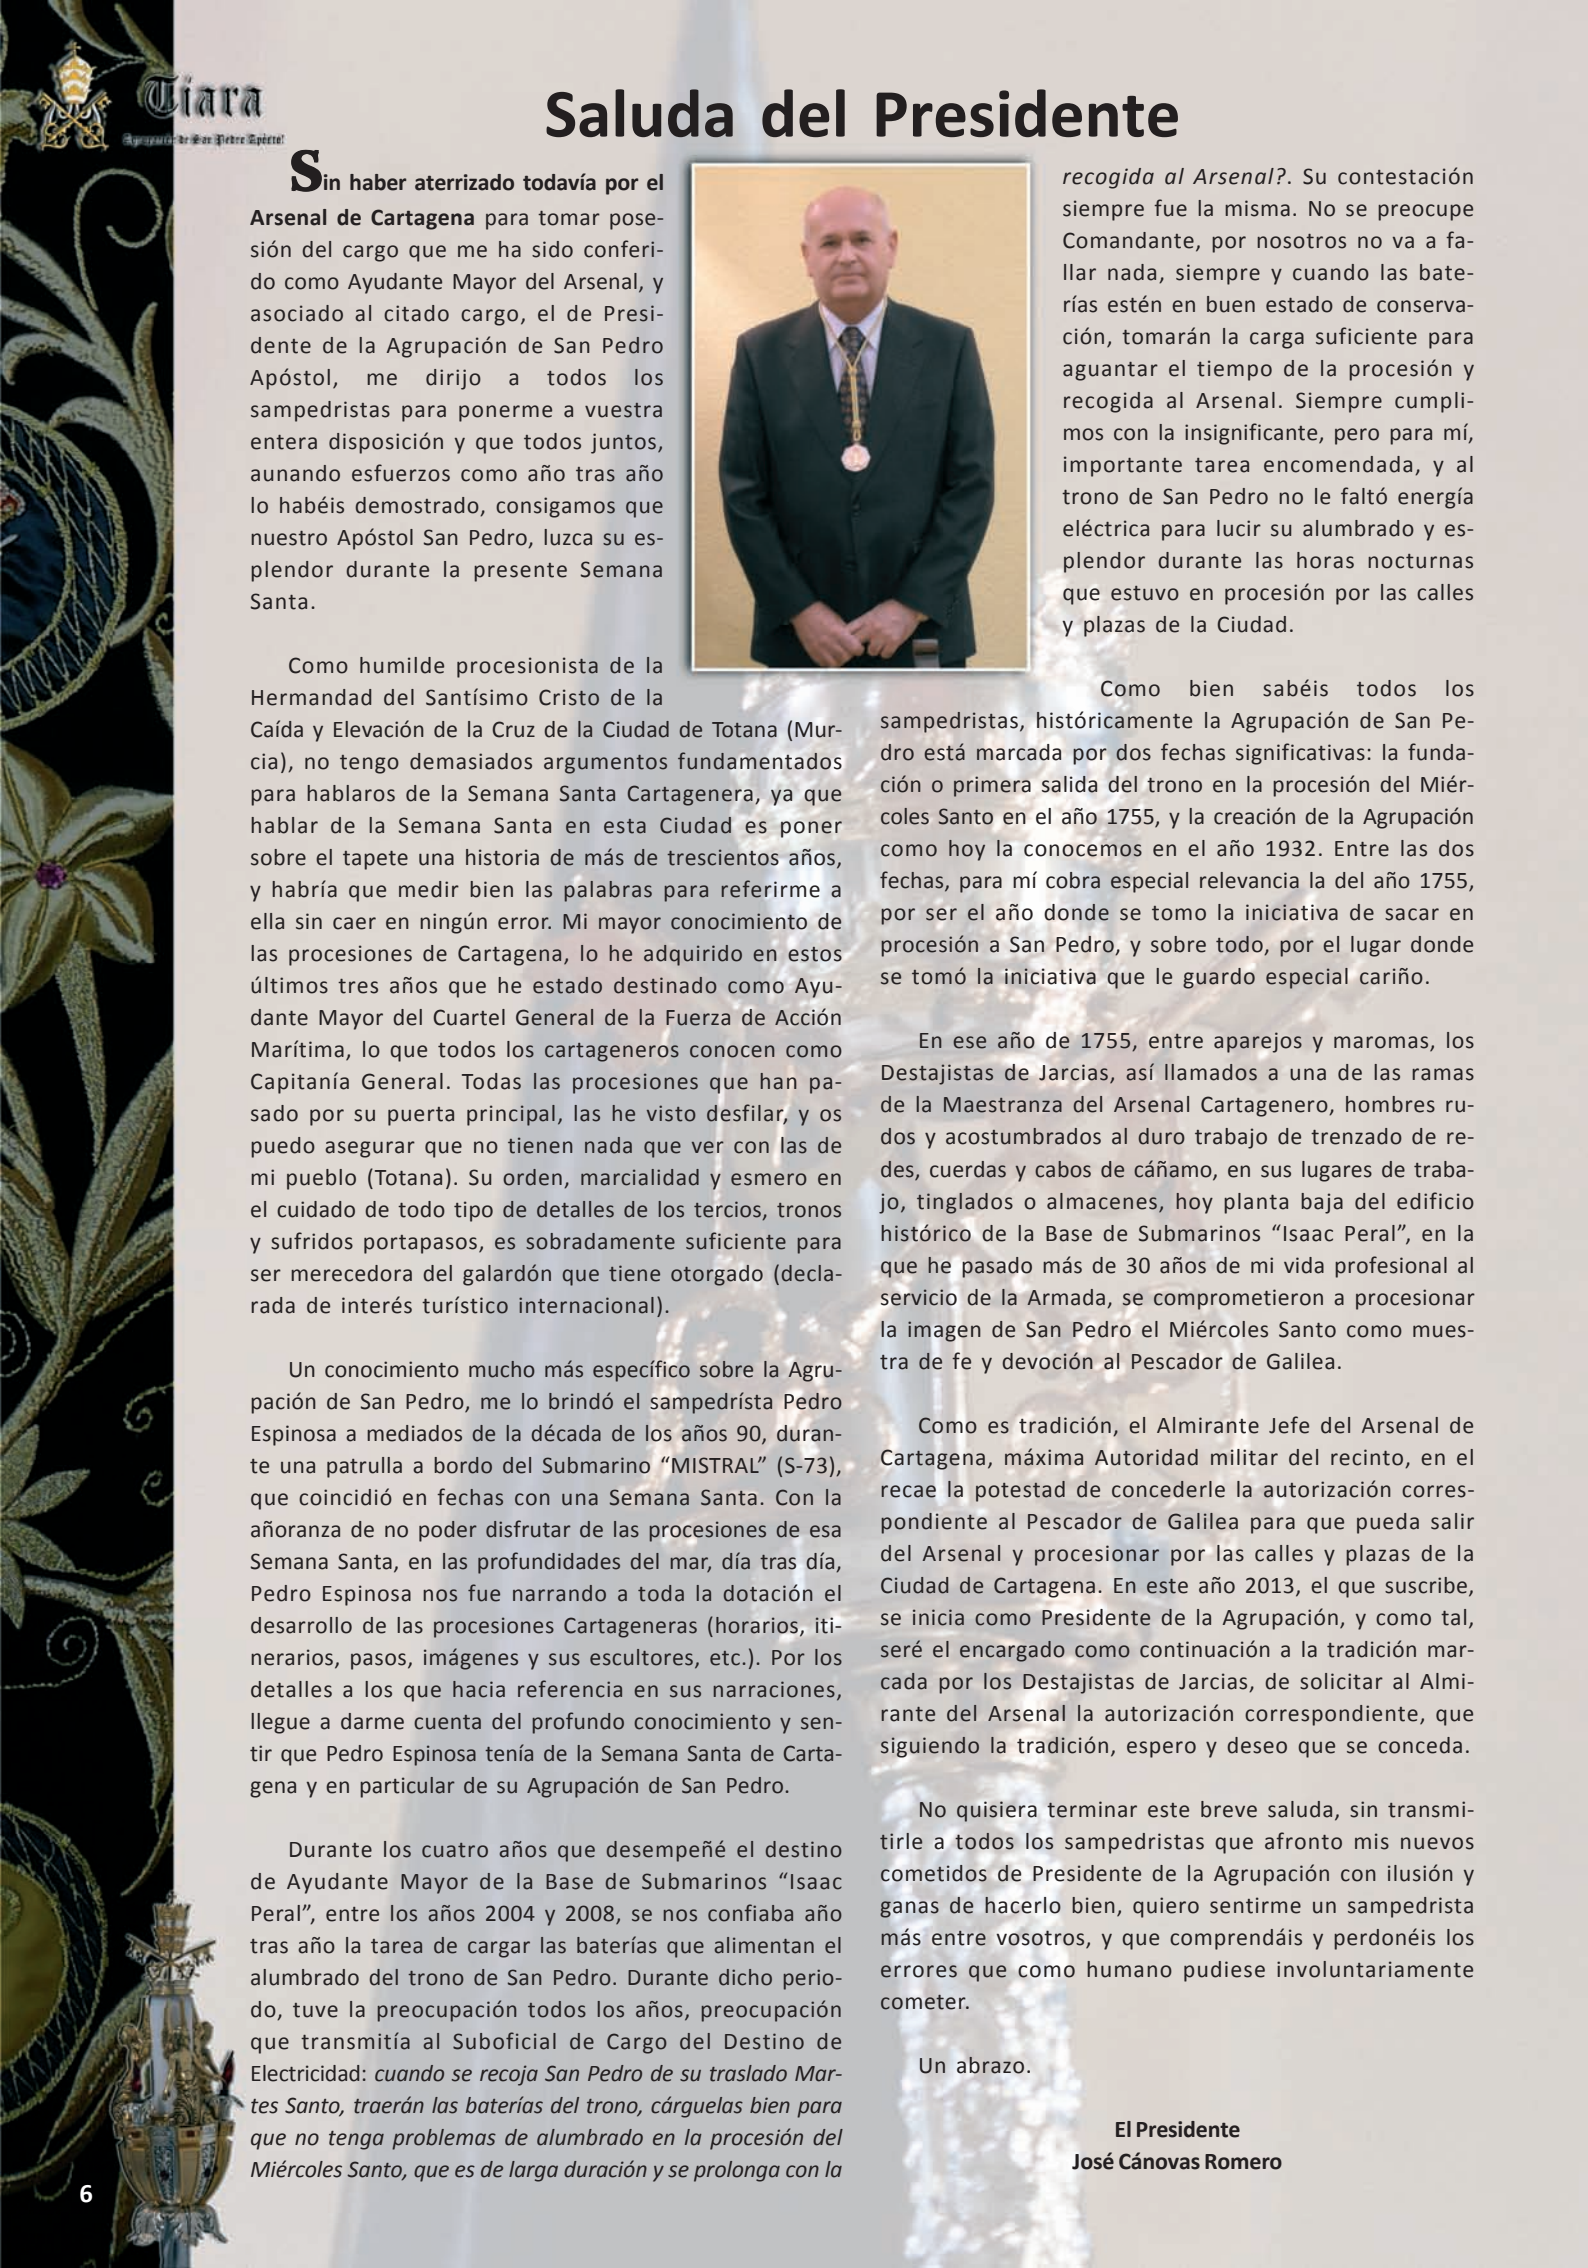 Tiara
Agrupación de San Pedro Apóstol
Saluda del Presidente
Sin haber aterrizado todavía por el
Arsenal de Cartagena para tomar pose-
sión del cargo que me ha sido conferi-
do como Ayudante Mayor del Arsenal, y
asociado al citado cargo, el de Presi-
dente de la Agrupación de San Pedro
Apóstol, me dirijo a todos los
sampedristas para ponerme a vuestra
entera disposición y que todos juntos,
aunando esfuerzos como año tras año
lo habéis demostrado, consigamos que
nuestro Apóstol San Pedro, luzca su es-
plendor durante la presente Semana
Santa.
Como humilde procesionista de la
Hermandad del Santísimo Cristo de la
Caída y Elevación de la Cruz de la Ciudad de Totana (Mur-
cia), no tengo demasiados argumentos fundamentados
para hablaros de la Semana Santa Cartagenera, ya que
hablar de la Semana Santa en esta Ciudad es poner
sobre el tapete una historia de más de trescientos años,
y habría que medir bien las palabras para referirme a
ella sin caer en ningún error. Mi mayor conocimiento de
las procesiones de Cartagena, lo he adquirido en estos
últimos tres años que he estado destinado como Ayu-
dante Mayor del Cuartel General de la Fuerza de Acción
Marítima, lo que todos los cartageneros conocen como
Capitanía General. Todas las procesiones que han pa-
sado por su puerta principal, las he visto desfilar, y os
puedo asegurar que no tienen nada que ver con las de
mi pueblo (Totana). Su orden, marcialidad y esmero en
el cuidado de todo tipo de detalles de los tercios, tronos
y sufridos portapasos, es sobradamente suficiente para
ser merecedora del galardón que tiene otorgado (decla-
rada de interés turístico internacional).
Un conocimiento mucho más específico sobre la Agru-
pación de San Pedro, me lo brindó el sampedrísta Pedro
Espinosa a mediados de la década de los años 90, duran-
te una patrulla a bordo del Submarino “MISTRAL” (S-73),
que coincidió en fechas con una Semana Santa. Con la
añoranza de no poder disfrutar de las procesiones de esa
Semana Santa, en las profundidades del mar, día tras día,
Pedro Espinosa nos fue narrando a toda la dotación el
desarrollo de las procesiones Cartageneras (horarios, iti-
nerarios, pasos, imágenes y sus escultores, etc.). Por los
detalles a los que hacia referencia en sus narraciones,
llegue a darme cuenta del profundo conocimiento y sen-
tir que Pedro Espinosa tenía de la Semana Santa de Carta-
gena y en particular de su Agrupación de San Pedro.
Durante los cuatro años que desempeñé el destino
de Ayudante Mayor de la Base de Submarinos “Isaac
Peral”, entre los años 2004 y 2008, se nos confiaba año
tras año la tarea de cargar las baterías que alimentan el
alumbrado del trono de San Pedro. Durante dicho perio-
do, tuve la preocupación todos los años, preocupación
que transmitía al Suboficial de Cargo del Destino de
Electricidad: cuando se recoja San Pedro de su traslado Mar-
tes Santo, traerán las baterías del trono, cárguelas bien para
que no tenga problemas de alumbrado en la procesión del
Miércoles Santo, que es de larga duración y se prolonga con la
recogida al Arsenal?. Su contestación
siempre fue la misma. No se preocupe
Comandante, por nosotros no va a fa-
llar nada, siempre y cuando las bate-
rías estén en buen estado de conserva-
ción, tomarán la carga suficiente para
aguantar el tiempo de la procesión y
recogida al Arsenal. Siempre cumpli-
mos con la insignificante, pero para mí,
importante tarea encomendada, y al
trono de San Pedro no le faltó energía
eléctrica para lucir su alumbrado y es-
plendor durante las horas nocturnas
que estuvo en procesión por las calles
y plazas de la Ciudad.
Como bien sabéis todos los
sampedristas, históricamente la Agrupación de San Pe-
dro está marcada por dos fechas significativas: la funda-
ción o primera salida del trono en la procesión del Miér-
coles Santo en el año 1755, y la creación de la Agrupación
como hoy la conocemos en el año 1932. Entre las dos
fechas, para mí cobra especial relevancia la del año 1755,
por ser el año donde se tomo la iniciativa de sacar en
procesión a San Pedro, y sobre todo, por el lugar donde
se tomó la iniciativa que le guardo especial cariño.
En ese año de 1755, entre aparejos y maromas, los
Destajistas de Jarcias, así llamados a una de las ramas
de la Maestranza del Arsenal Cartagenero, hombres ru-
dos y acostumbrados al duro trabajo de trenzado de re-
des, cuerdas y cabos de cáñamo, en sus lugares de traba-
jo, tinglados o almacenes, hoy planta baja del edificio
histórico de la Base de Submarinos “Isaac Peral”, en la
que he pasado más de 30 años de mi vida profesional al
servicio de la Armada, se comprometieron a procesionar
la imagen de San Pedro el Miércoles Santo como mues-
tra de fe y devoción al Pescador de Galilea.
Como es tradición, el Almirante Jefe del Arsenal de
Cartagena, máxima Autoridad militar del recinto, en el
recae la potestad de concederle la autorización corres-
pondiente al Pescador de Galilea para que pueda salir
del Arsenal y procesionar por las calles y plazas de la
Ciudad de Cartagena. En este año 2013, el que suscribe,
se inicia como Presidente de la Agrupación, y como tal,
seré el encargado como continuación a la tradición mar-
cada por los Destajistas de Jarcias, de solicitar al Almi-
rante del Arsenal la autorización correspondiente, que
siguiendo la tradición, espero y deseo que se conceda.
No quisiera terminar este breve saluda, sin transmi-
tirle a todos los sampedristas que afronto mis nuevos
cometidos de Presidente de la Agrupación con ilusión y
ganas de hacerlo bien, quiero sentirme un sampedrista
más entre vosotros, y que comprendáis y perdonéis los
errores que como humano pudiese involuntariamente
cometer.
Un abrazo.
El Presidente
José Cánovas Romero
6